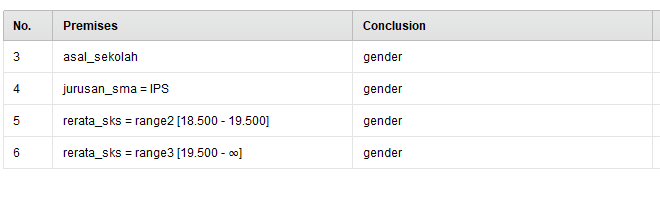 No. Premises Conclusion
3 asal_sekolah gender
4 jurusan_sma = IPS gender
5 rerata_sks = range2 [18.500 - 19.500] gender
6 rerata_sks = range3 [19.500 - ∞] gender